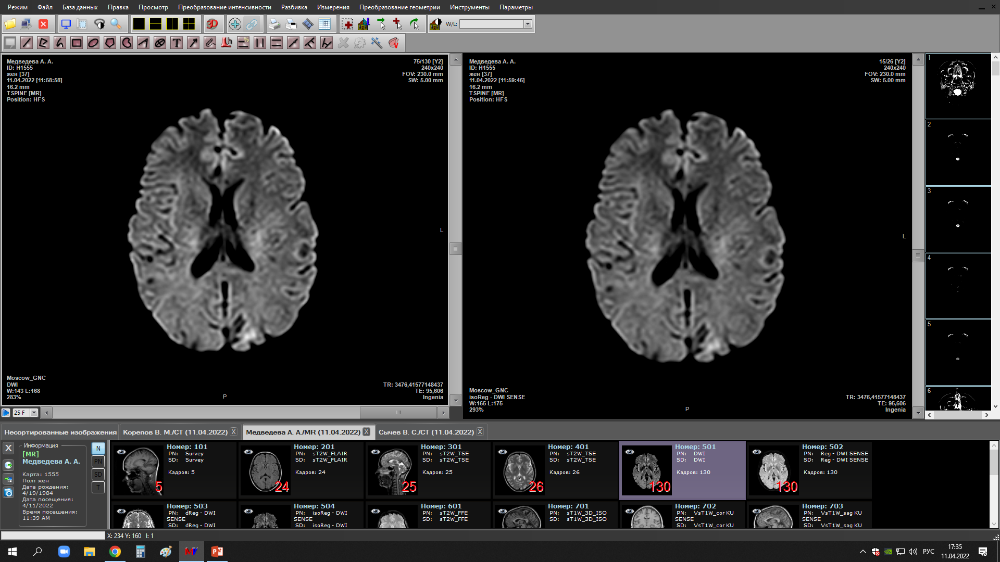 Режим Файл База данных Правка Просмотр Преобразование интенсивности Разбивка Измерения Преобразование геометрии Инструменты Параметры
3D
W/L:
T
%
Медведева А. А.
ID: H1555
жен [37]
11.04.2022 [11:58:58]
16.2 mm
TSPINE [MR]
Position: HFS
75/130 [Y2]
240x240
FOV: 230.0 mm
SW: 5.00 mm
L
Moscow_GNC
DWI
W:143 L:168
283%
P
TR: 3476,41577148437
TE: 95,606
Ingenia
Медведева А. А.
ID: H1555
жен [37]
11.04.2022 [11:59:46]
16.2 mm
TSPINE [MR]
Position: HFS
15/26 [Y2]
240x240
FOV: 230.0 mm
SW: 5.00 mm
L
Moscow_GNC
isoReg - DWI SENSE
W:165 L:175
293%
P
TR: 3476,41577148437
TE: 95,606
Ingenia
1
2
3
4
5
6
25 F
Несортированные изображения
Корепов В. М./CT (11.04.2022) X
Медведева А. А./MR (11.04.2022) X
Сычев В. С./CT (11.04.2022) X
X
Информация
[MR]
Медведева А. А.
Карта: 1555
Пол: жен
Дата рождения:
4/19/1984
Дата посещения:
4/11/2022
Время посещения:
11:39 AM
N
PN
SD
T
Номер: 101
PN: Survey
SD: Survey
Кадров: 5
5
Номер: 201
PN: sT2W_FLAIR
SD: sT2W_FLAIR
Кадров: 24
24
Номер: 301
PN: sT2W_TSE
SD: sT2W_TSE
Кадров: 25
25
Номер: 401
PN: sT2W_TSE
SD: sT2W_TSE
Кадров: 26
26
Номер: 501
PN: DWI
SD: DWI
Кадров: 130
130
Номер: 502
PN: Reg - DWI SENSE
SD: Reg - DWI SENSE
Кадров: 130
130
Номер: 503
PN: dReg - DWI
SENSE
SD: dReg - DWI
Номер: 504
PN: isoReg - DWI
SENSE
SD: isoReg - DWI
Номер: 601
PN: sT2W_FFE
SD: sT2W_FFE
Номер: 701
PN: sT1W_3D_ISO
SD: sT1W_3D_ISO
Номер: 702
PN: VsT1W_cor KU
SENSE
SD: VsT1W_cor KU
Номер: 703
PN: VsT1W_sag KU
SENSE
SD: VsT1W_sag KU
X: 234 Y: 160 I: 1
РУС
17:35
11.04.2022